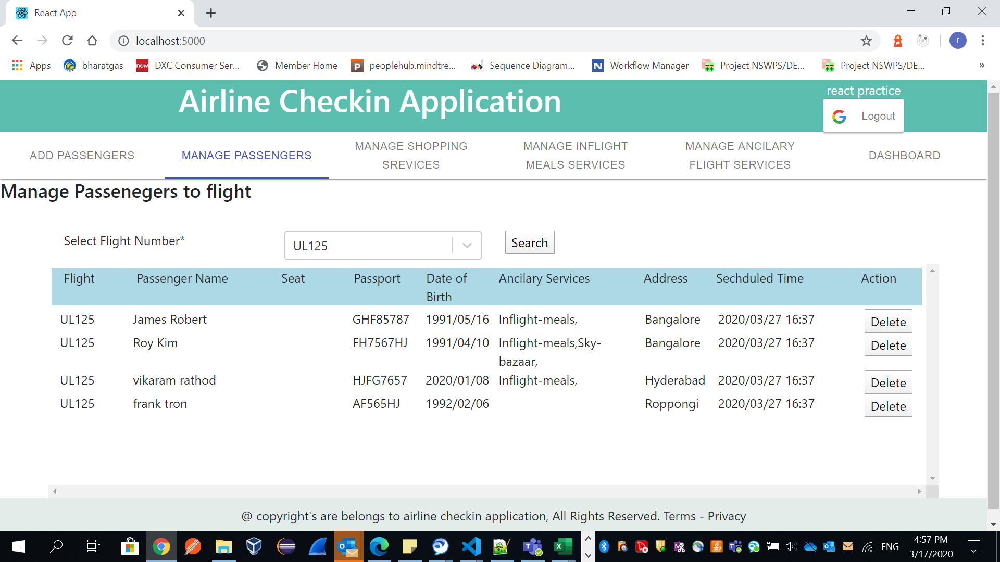 React App
localhost:5000
r
Apps
bharatgas
now
DXC Consumer Ser...
Member Home
P
peoplehub.mindtre...
Sequence Diagram...
N
Workflow Manager
Project NSWPS/DE...
Project NSWPS/DE...
»
Airline Checkin Application
react practice
G Logout
ADD PASSENGERS
MANAGE PASSENGERS
MANAGE SHOPPING
SREVICES
MANAGE INFLIGHT
MEALS SERVICES
MANAGE ANCILARY
FLIGHT SERVICES
DASHBOARD
Manage Passenegers to flight
Select Flight Number*
UL125
Search
Flight Passenger Name Seat Passport Date of Ancilary Services Address Sechduled Time Action
Birth
UL125 James Robert GHF85787 1991/05/16 Inflight-meals, Bangalore 2020/03/27 16:37 Delete
UL125 Roy Kim FH7567HJ 1991/04/10 Inflight-meals,Sky- Bangalore 2020/03/27 16:37 Delete
bazaar,
UL125 vikaram rathod HJFG7657 2020/01/08 Inflight-meals, Hyderabad 2020/03/27 16:37 Delete
UL125 frank tron AF565HJ 1992/02/06 Roppongi 2020/03/27 16:37 Delete
@ copyright's are belongs to airline checkin application, All Rights Reserved. Terms - Privacy
ENG
4:57 PM
3/17/2020